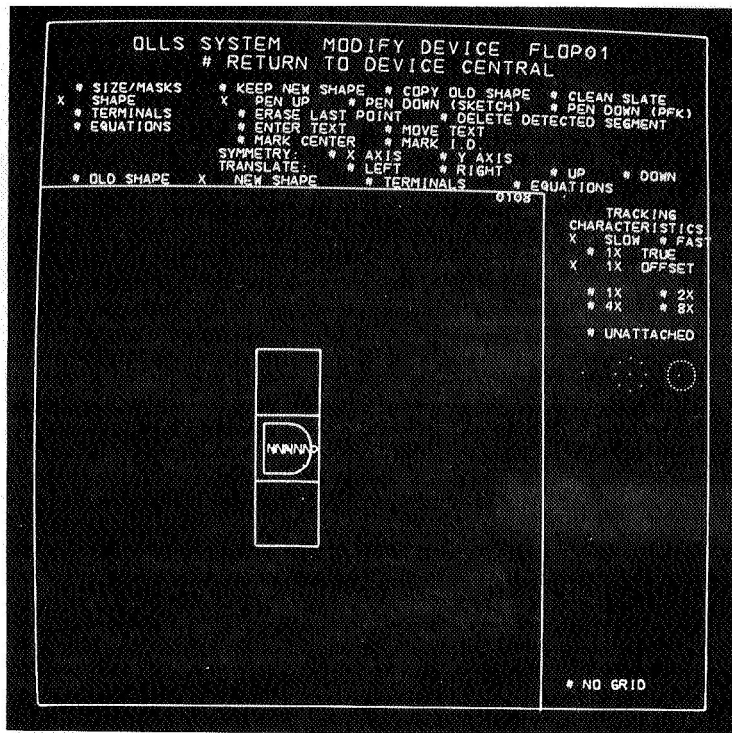 OLLS SYSTEM MODIFY DEVICE FLOP01
# RETURN TO DEVICE CENTRAL
# SIZE/MASKS # KEEP NEW SHAPE # COPY OLD SHAPE # CLEAN SLATE
X SHAPE X PEN UP # PEN DOWN (SKETCH) # PEN DOWN (PFK)
# TERMINALS # ERASE LAST POINT # DELETE DETECTED SEGMENT
# EQUATIONS # ENTER TEXT # MOVE TEXT
# MARK CENTER # MARK I.D.
SYMMETRY: # X AXIS # Y AXIS
TRANSLATE: # LEFT # RIGHT # UP # DOWN
# OLD SHAPE X NEW SHAPE # TERMINALS # EQUATIONS
0108
TRACKING
CHARACTERISTICS
X SLOW # FAST
# 1X TRUE
X 1X OFFSET
# 1X # 2X
# 4X # 8X
# UNATTACHED
# NO GRID